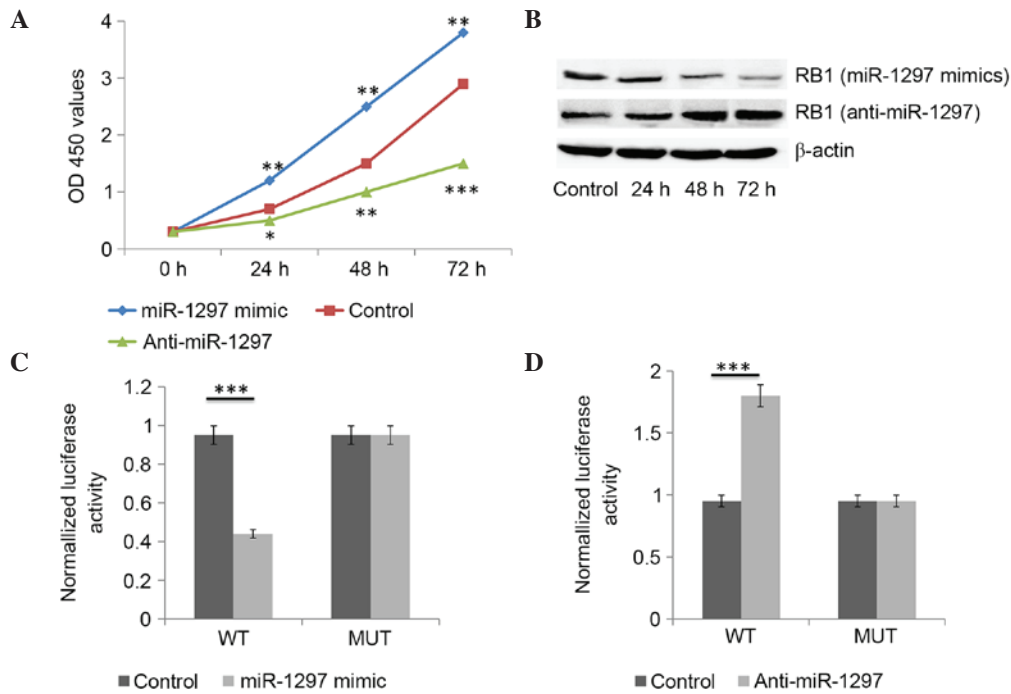 A
OD 450 values
4
3
2
1
0
**
**
**
*
**
***
0 h 24 h 48 h 72 h
miR-1297 mimic Control
Anti-miR-1297
B
RB1 (miR-1297 mimics)
RB1 (anti-miR-1297)
β-actin
Control 24 h 48 h 72 h
C
Normallized luciferase
activity
1.2
1
0.8
0.6
0.4
0.2
0
***
WT MUT
Control miR-1297 mimic
D
Normallized luciferase
activity
2
1.5
1
0.5
0
***
WT MUT
Control Anti-miR-1297